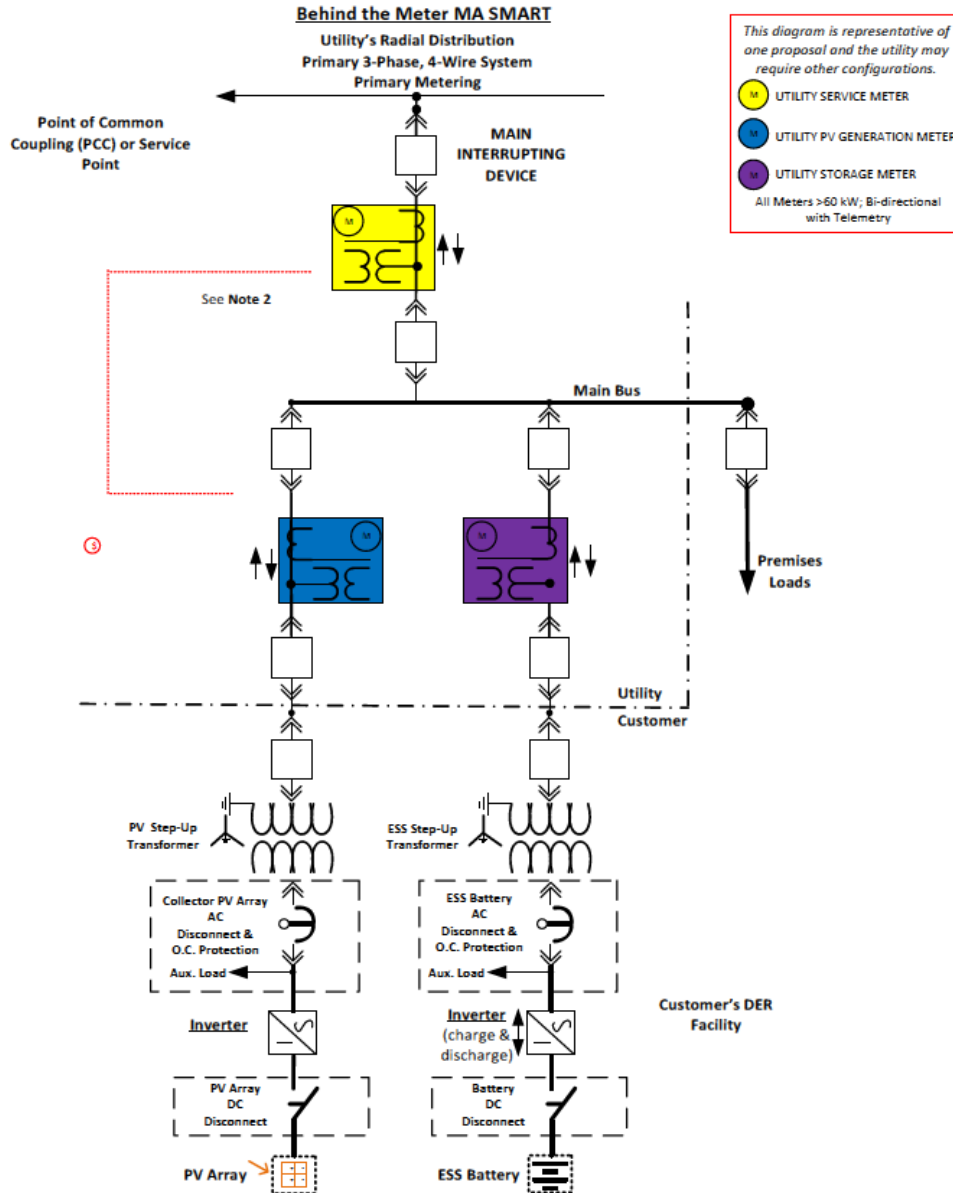 Behind the Meter MA SMART
Utility's Radial Distribution
Primary 3-Phase, 4-Wire System
Primary Metering
This diagram is representative of
one proposal and the utility may
require other configurations.
M UTILITY SERVICE METER
M UTILITY PV GENERATION METER
M UTILITY STORAGE METER
All Meters >60 kW; Bi-directional
with Telemetry
Point of Common
Coupling (PCC) or Service
Point
MAIN
INTERRUPTING
DEVICE
M
See Note 2
Main Bus
M
M
S
Premises
Loads
Utility
Customer
PV Step-Up
Transformer
ESS Step-Up
Transformer
Collector PV Array
AC
Disconnect &
O.C. Protection
Aux. Load
ESS Battery
AC
Disconnect &
O.C. Protection
Aux. Load
Customer's DER
Facility
Inverter
Inverter
(charge &
discharge)
PV Array
DC
Disconnect
Battery
DC
Disconnect
PV Array
ESS Battery